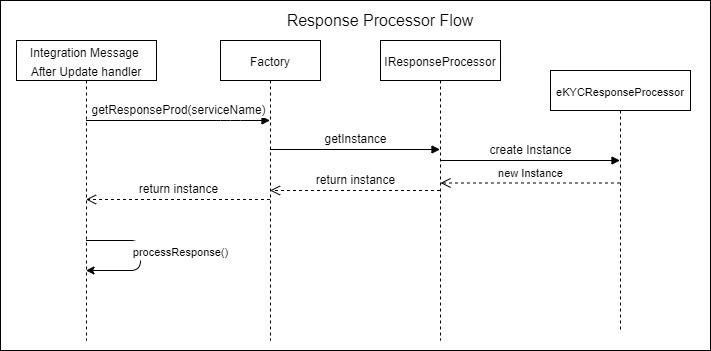 Response Processor Flow
Integration Message
After Update handler
Factory
IResponseProcessor
eKYCResponseProcessor
getResponseProd(serviceName)
getInstance
create Instance
new Instance
return instance
return instance
processResponse()